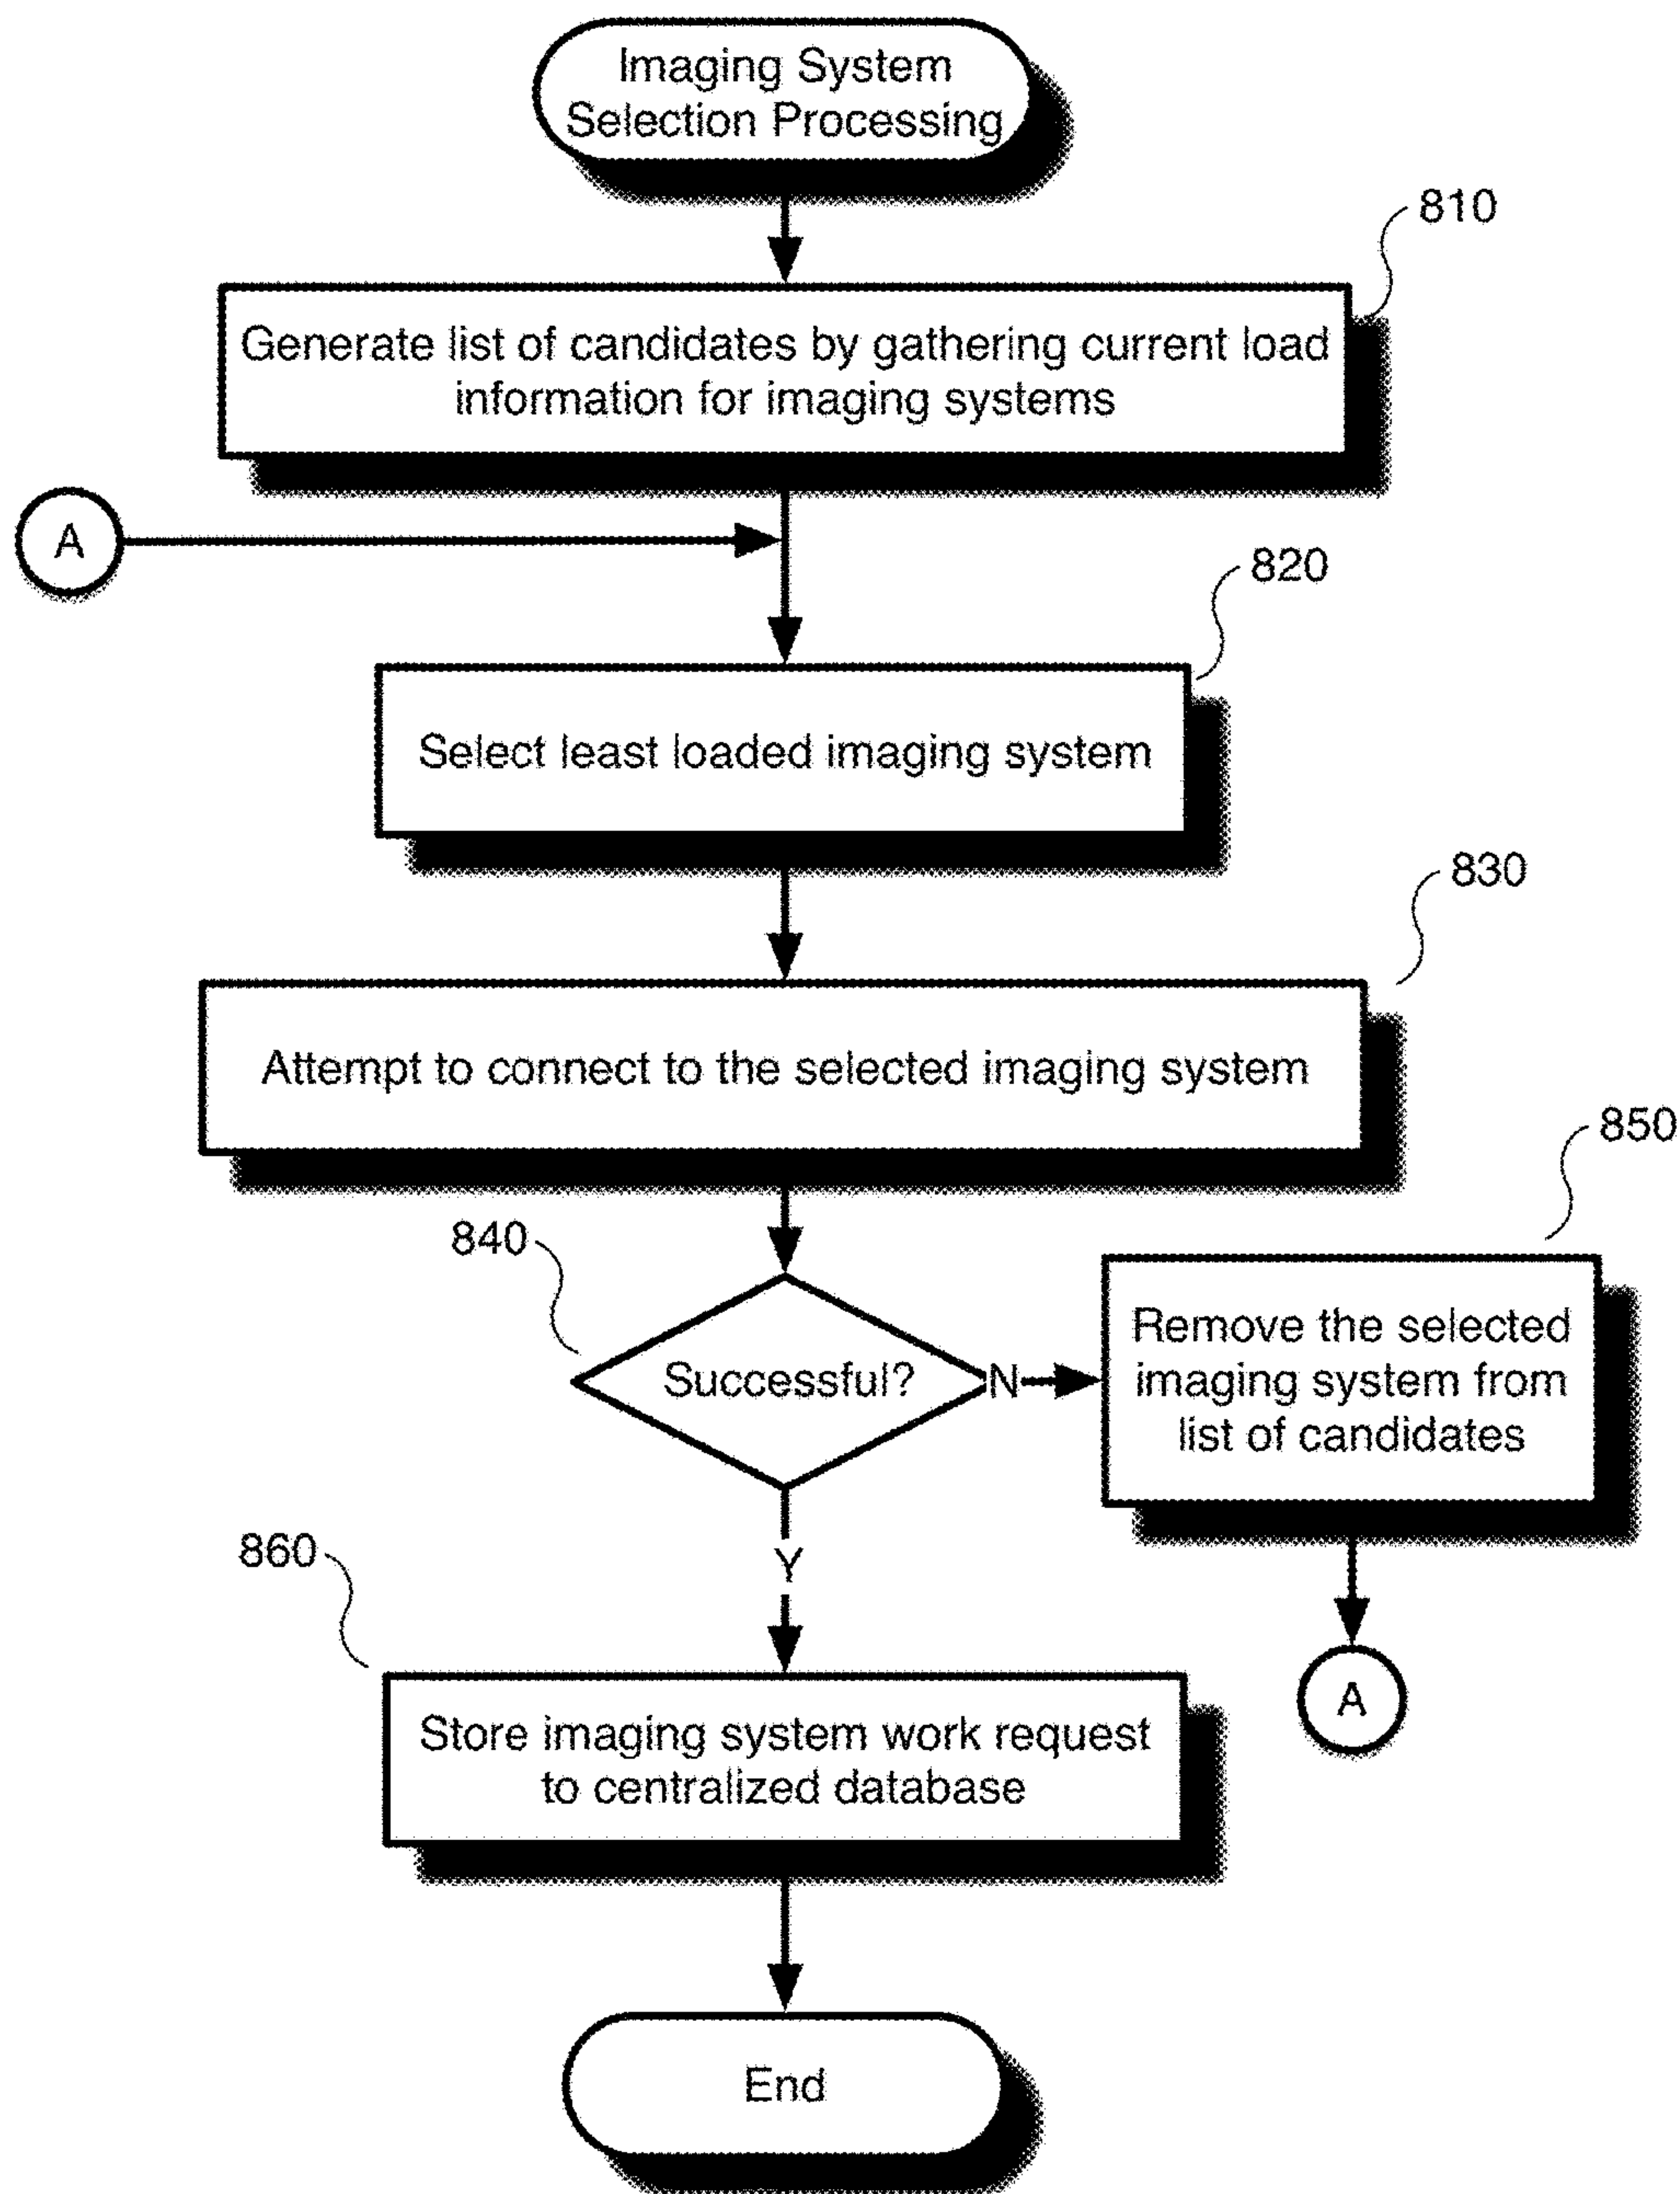 Imaging System
Selection Processing
810
Generate list of candidates by gathering current load
information for imaging systems
A
820
Select least loaded imaging system
830
Attempt to connect to the selected imaging system
840
Successful?
N
850
Remove the selected
imaging system from
list of candidates
Y
A
860
Store imaging system work request
to centralized database
End